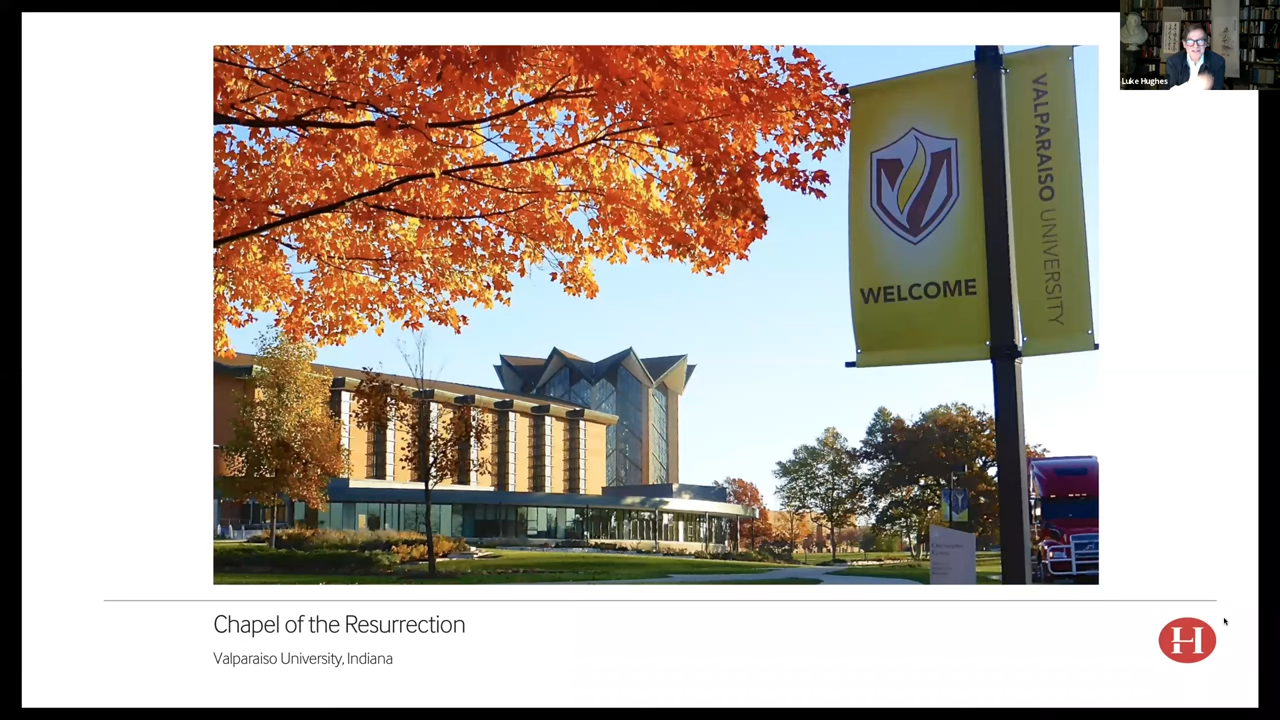 Luke Hughes
VALPARAISO UNIVERSITY
WELCOME
Chapel of the Resurrection
Valparaiso University, Indiana
H